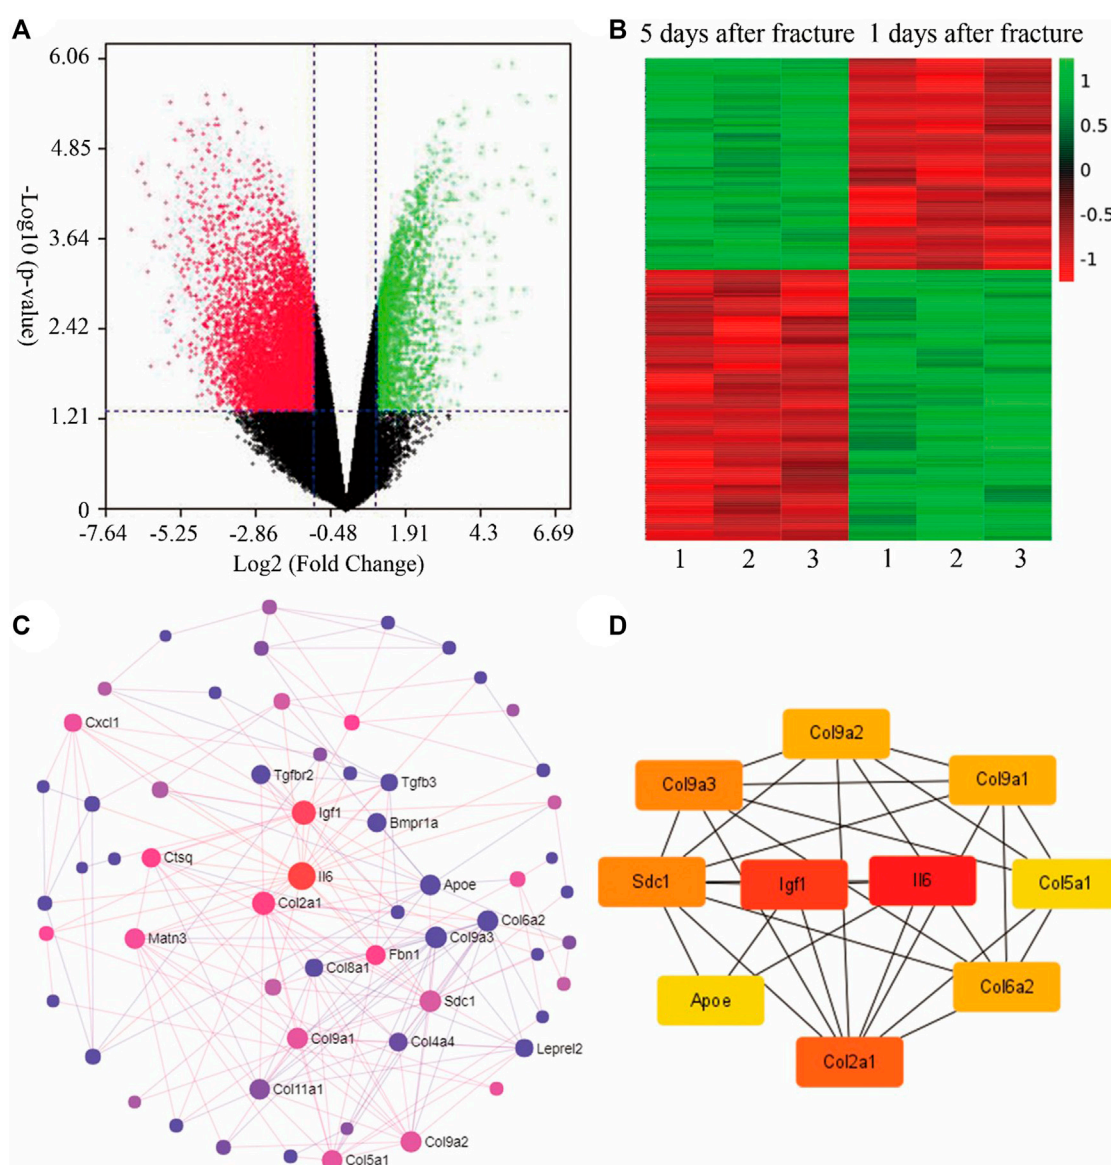 A
6.06
4.85
3.64
2.42
1.21
0
-Log10 (p-value)
-7.64 -5.25 -2.86 -0.48 1.91 4.3 6.69
Log2 (Fold Change)
B
5 days after fracture 1 days after fracture
1
0.5
0
-0.5
-1
1 2 3 1 2 3
C
Cxcl1
Tgfbr2
Tgfb3
Igf1
Bmpr1a
Ctsq
Il6
Apoe
Col2a1
Col6a2
Matn3
Col9a3
Fbn1
Col8a1
Sdc1
Col9a1
Col4a4
Leprel2
Col11a1
Col9a2
Col5a1
D
Col9a2
Col9a3
Col9a1
Sdc1
Igf1
Il6
Col5a1
Apoe
Col6a2
Col2a1